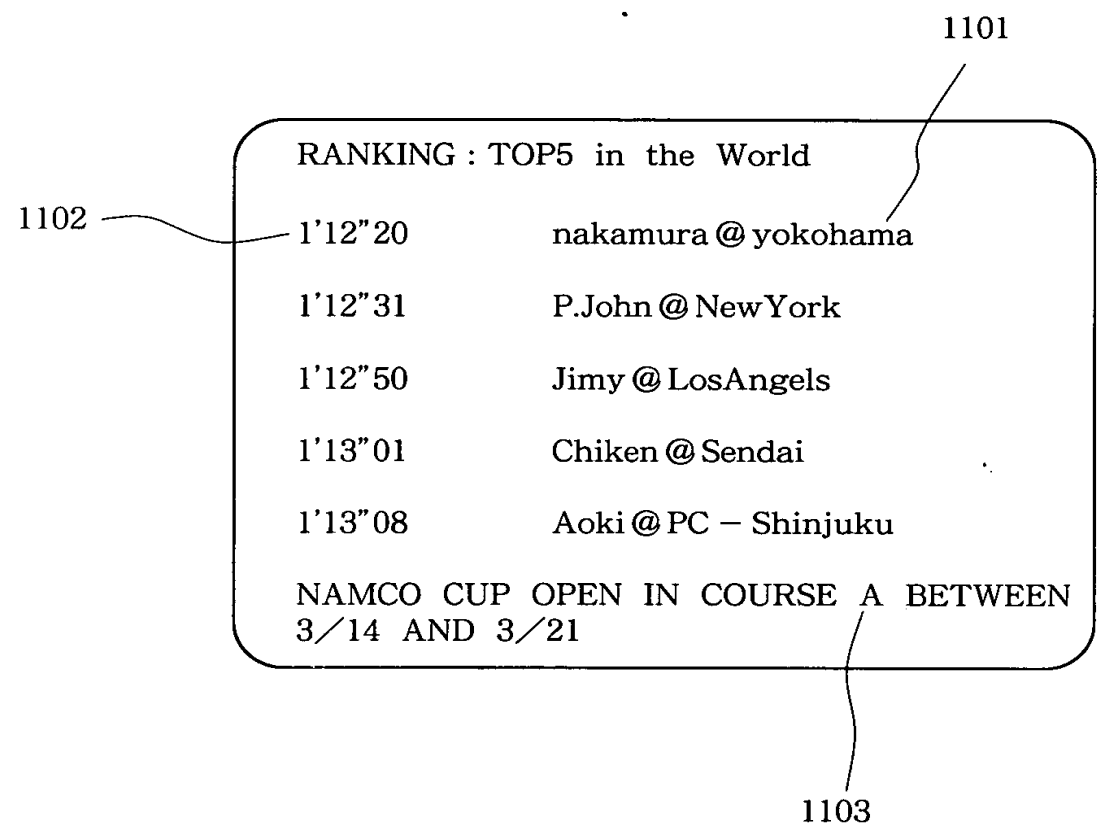 1101
RANKING : TOP5 in the World
1102
1'12"20 nakamura@yokohama
1'12"31 P.John@NewYork
1'12"50 Jimy@LosAngels
1'13"01 Chiken@Sendai
1'13"08 Aoki@PC－Shinjuku
NAMCO CUP OPEN IN COURSE A BETWEEN
3/14 AND 3/21
1103